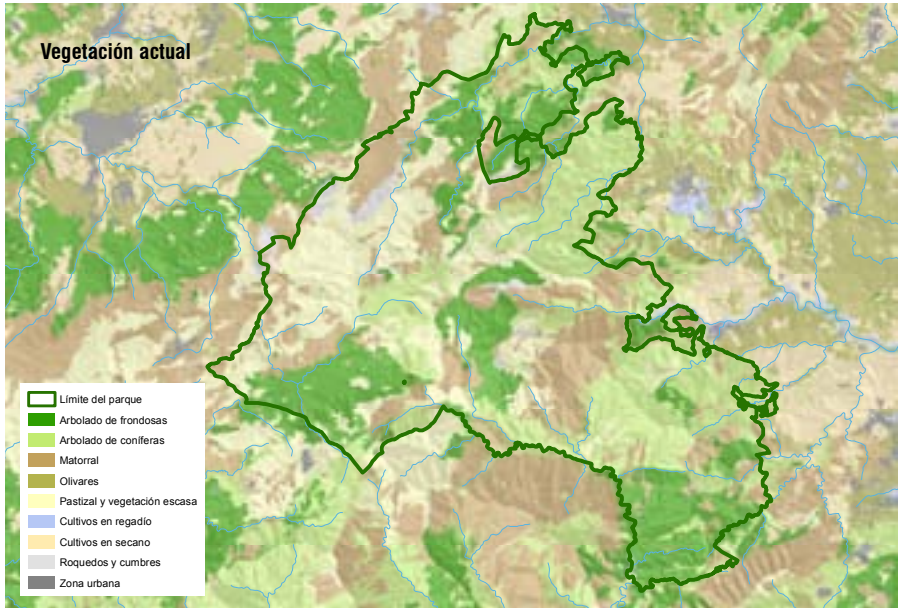 Vegetación actual
Límite del parque
Arbolado de frondosas
Arbolado de coníferas
Matorral
Olivares
Pastizal y vegetación escasa
Cultivos en regadío
Cultivos en secano
Roquedos y cumbres
Zona urbana